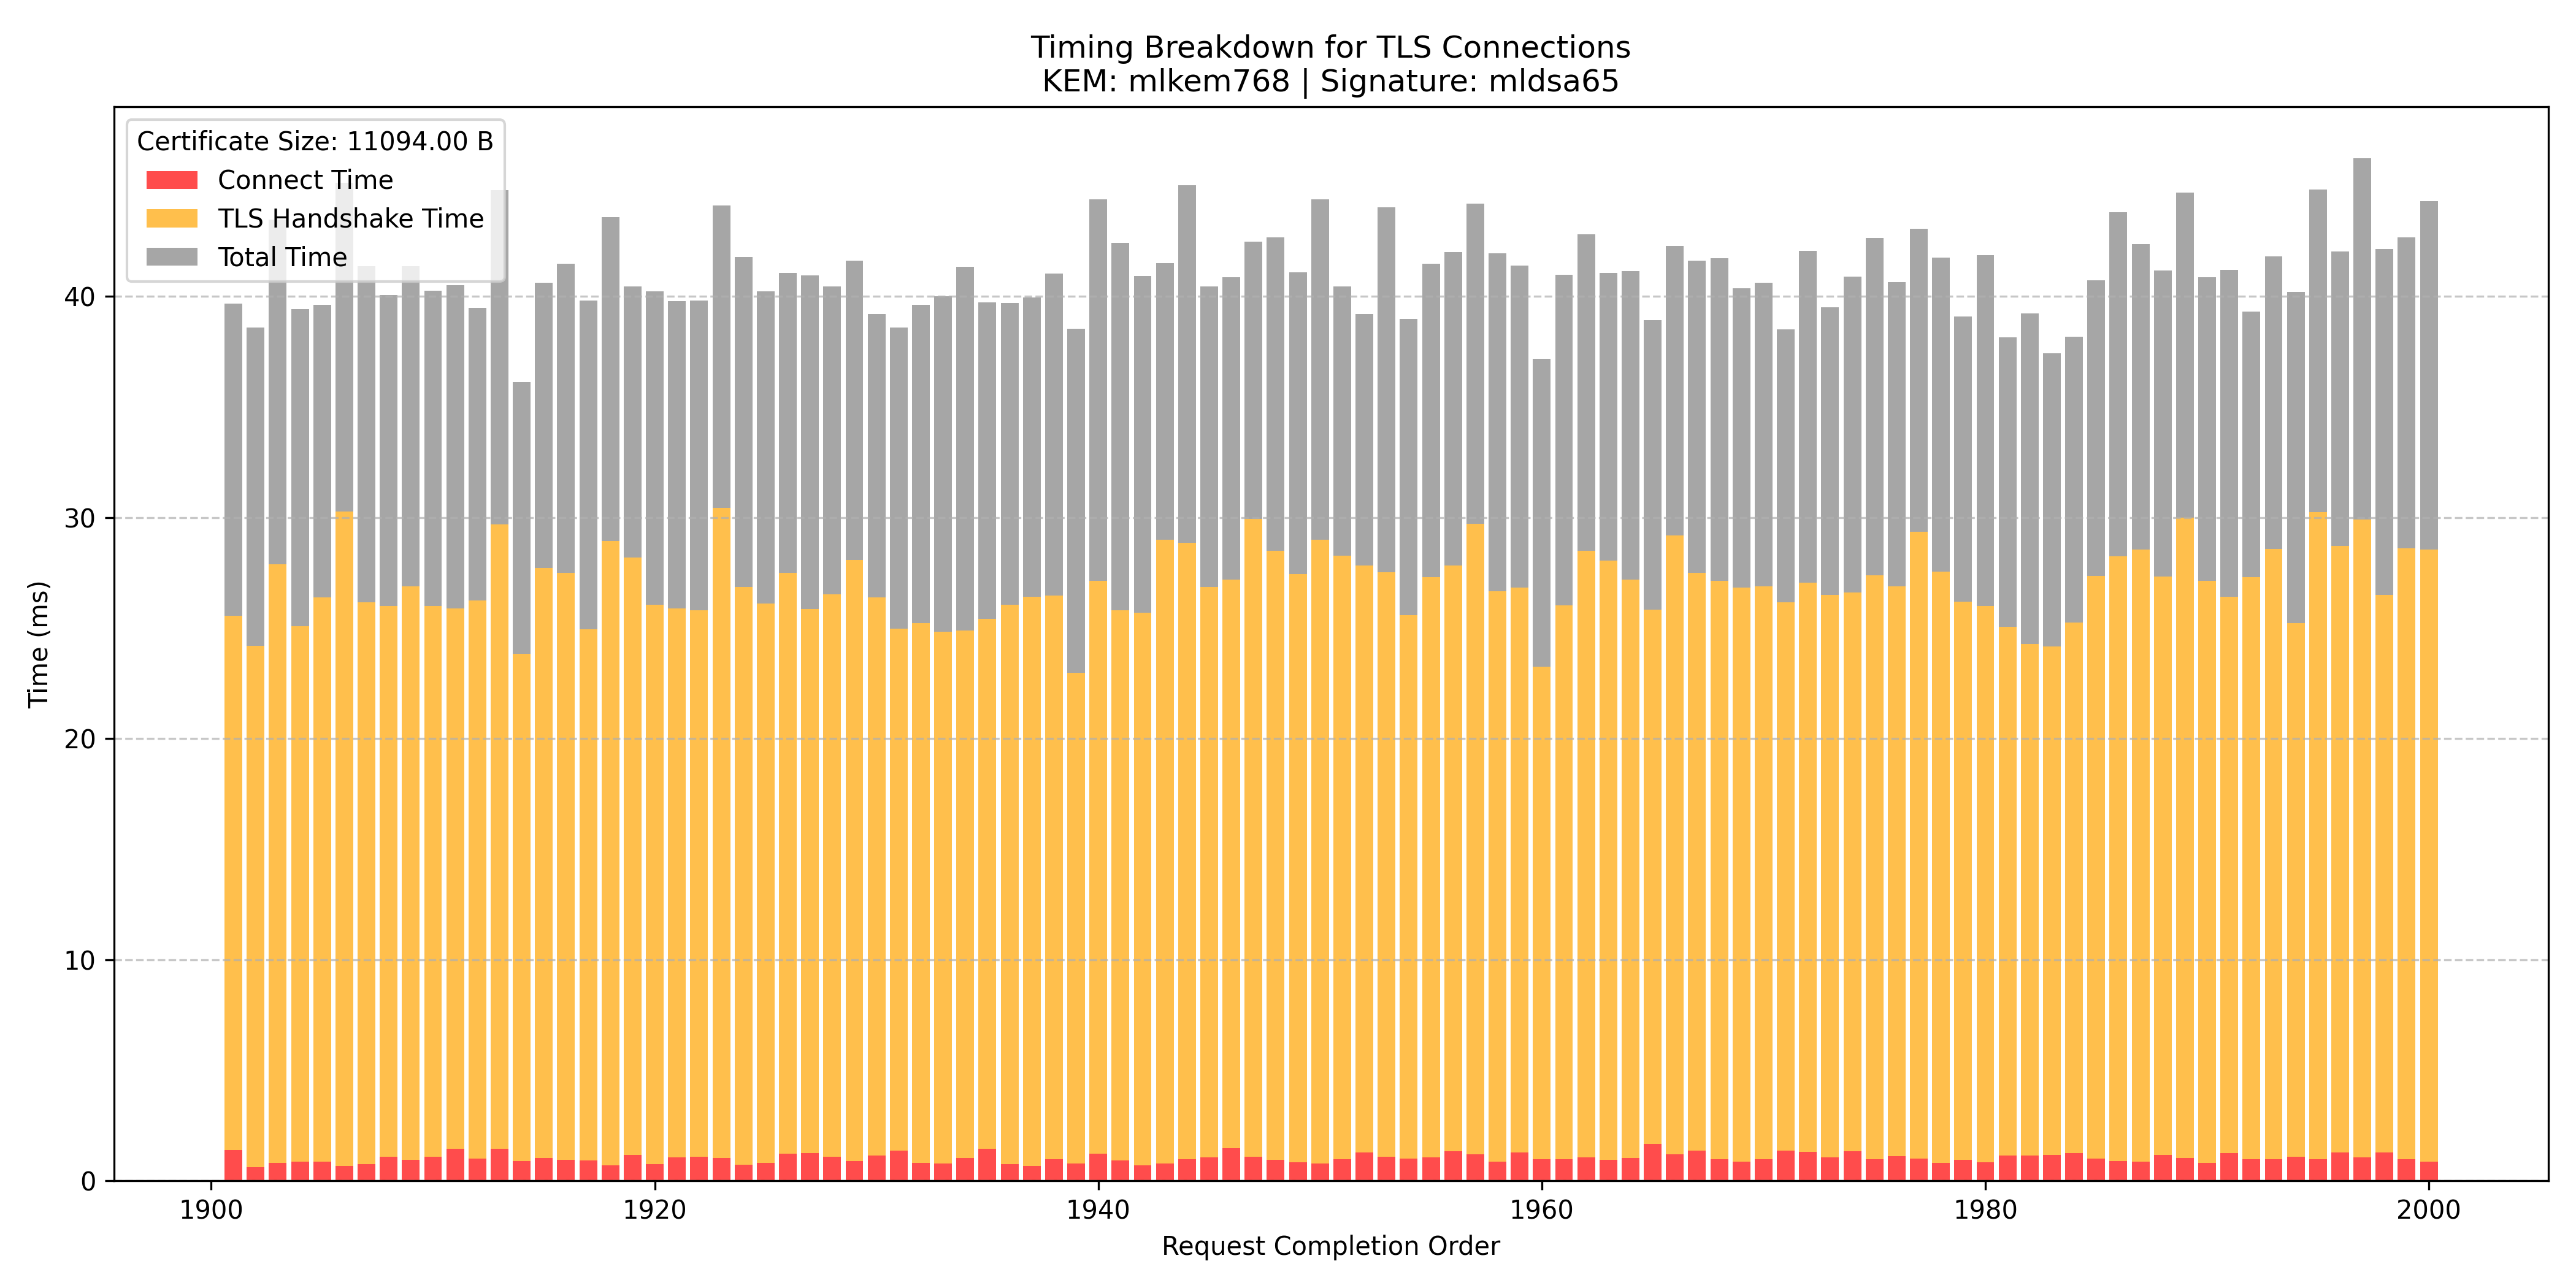 Timing Breakdown for TLS Connections
KEM: mlkem768 | Signature: mldsa65
Certificate Size: 11094.00 B
Connect Time
TLS Handshake Time
Total Time
Time (ms)
40
30
20
10
0
1900 1920 1940 1960 1980 2000
Request Completion Order